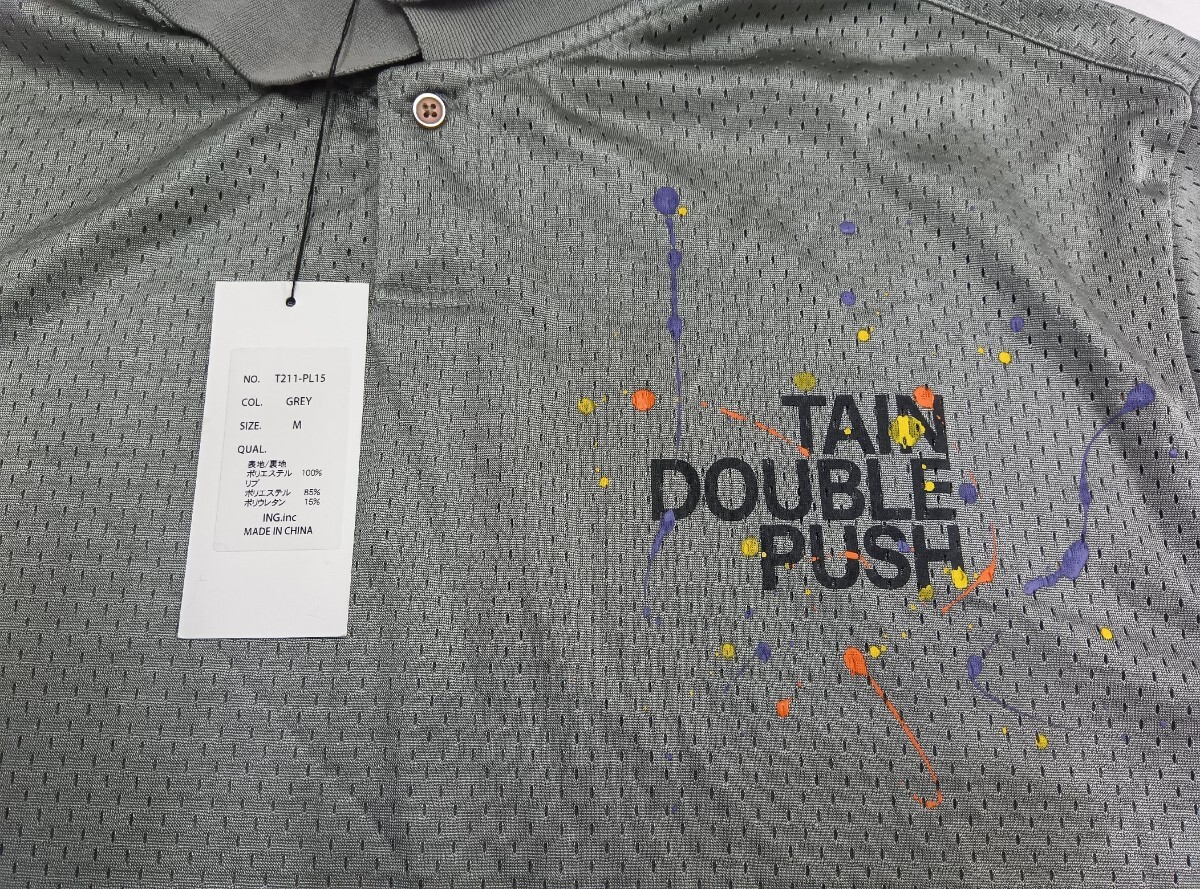 NO. T211-PL15
COL. GREY
SIZE. M
QUAL.
表地/裏地
ポリエステル 100%
リブ
ポリエステル 85%
ポリウレタン 15%
ING.inc
MADE IN CHINA
TAIN
DOUBLE
PUSH